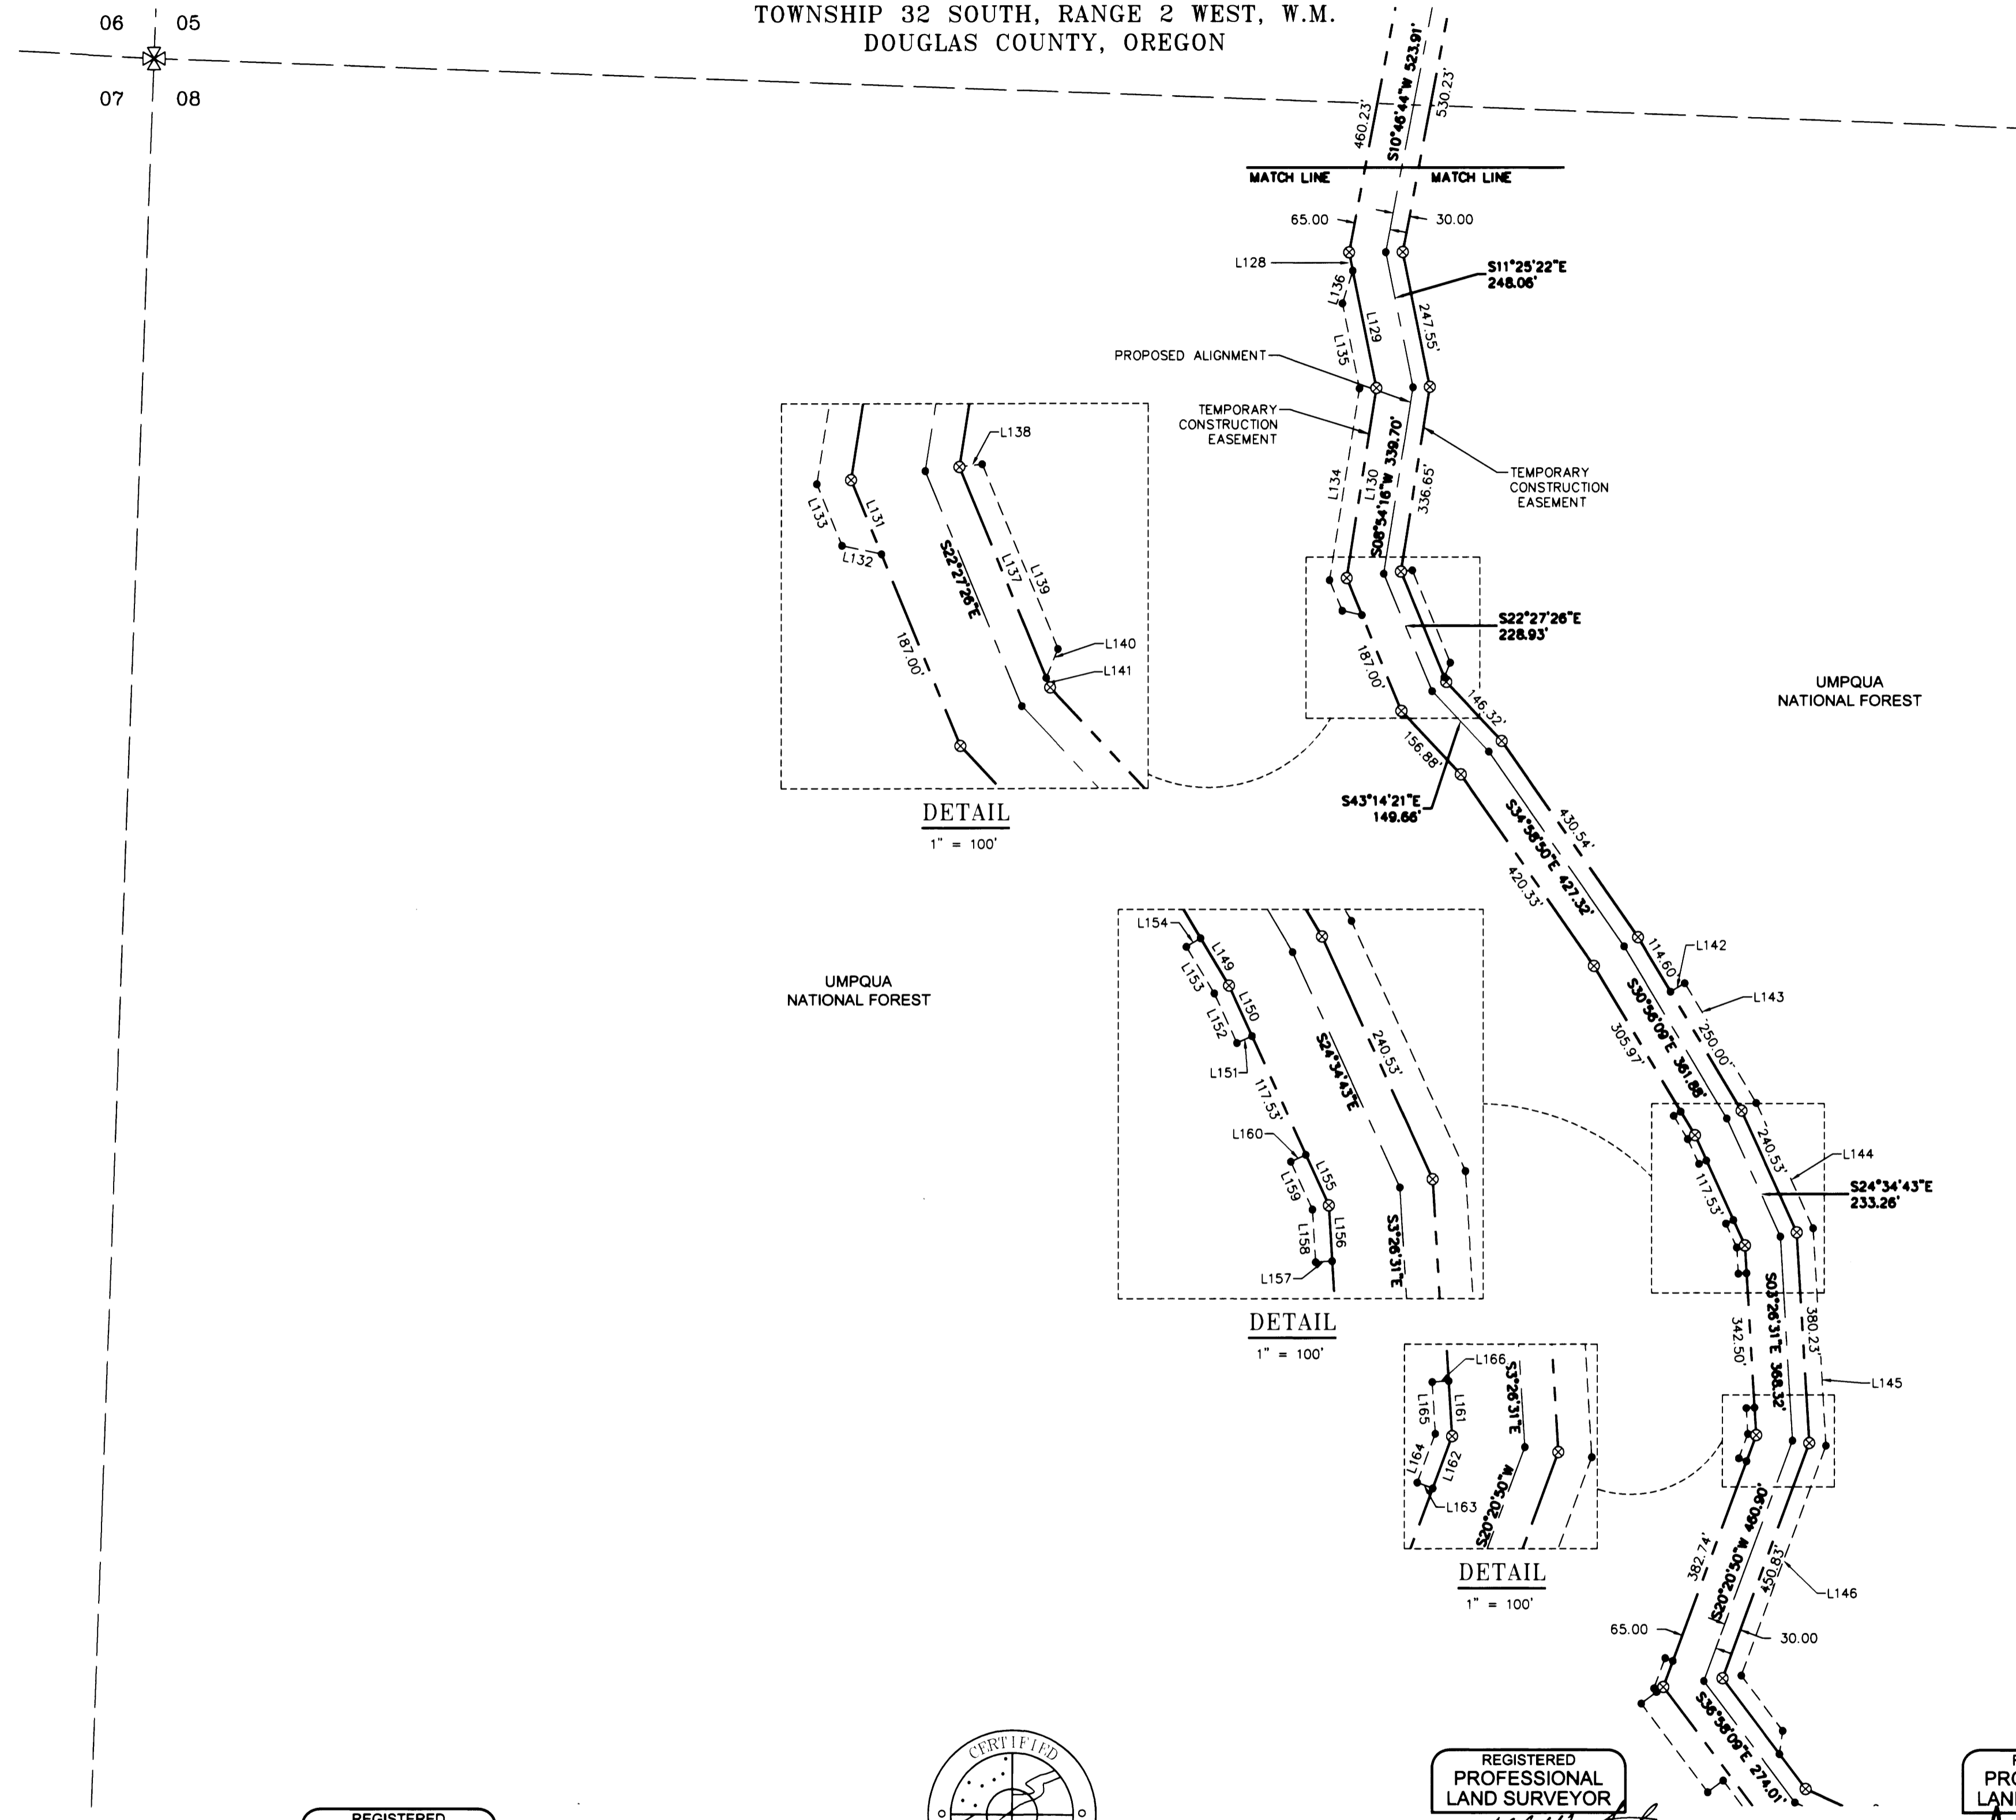 TOWNSHIP 32 SOUTH, RANGE 2 WEST, W.M.
DOUGLAS COUNTY, OREGON
06 05
07 08
460.23'
S10°46'44"W 523.91'
530.23'
MATCH LINE
MATCH LINE
65.00
30.00
L128
S11°25'22"E
248.06'
L136
L129
L135
247.55'
PROPOSED ALIGNMENT
TEMPORARY
CONSTRUCTION
EASEMENT
L134
L130
S08°54'16"W 339.70'
336.65'
TEMPORARY
CONSTRUCTION
EASEMENT
L138
L131
L133
L132
S22°27'26"E
L137
L139
187.00'
L140
L141
DETAIL
1" = 100'
S22°27'26"E
228.93'
187.00'
146.32'
156.88'
S43°14'21"E
149.66'
UMPQUA
NATIONAL FOREST
S34°58'50"E 427.32'
430.54'
420.33'
114.60'
L142
L143
S30°56'09"E 361.88'
250.00'
305.97'
UMPQUA
NATIONAL FOREST
L154
L149
L153
L150
L152
L151
S24°34'43"E
240.53'
117.53'
L160
L155
L159
L156
L158
L157
S3°26'31"E
DETAIL
1" = 100'
240.53'
L144
117.53'
S24°34'43"E
233.26'
342.50'
S03°26'31"E 368.32'
380.23'
L145
L166
L161
L165
L164
L162
L163
S3°26'31"E
S20°20'50"W
DETAIL
1" = 100'
382.74'
S20°20'50"W 460.90'
450.83'
L146
65.00
30.00
S36°58'09"E 274.01'
CERTIFIED
REGISTERED
PROFESSIONAL
LAND SURVEYOR
REGISTERED